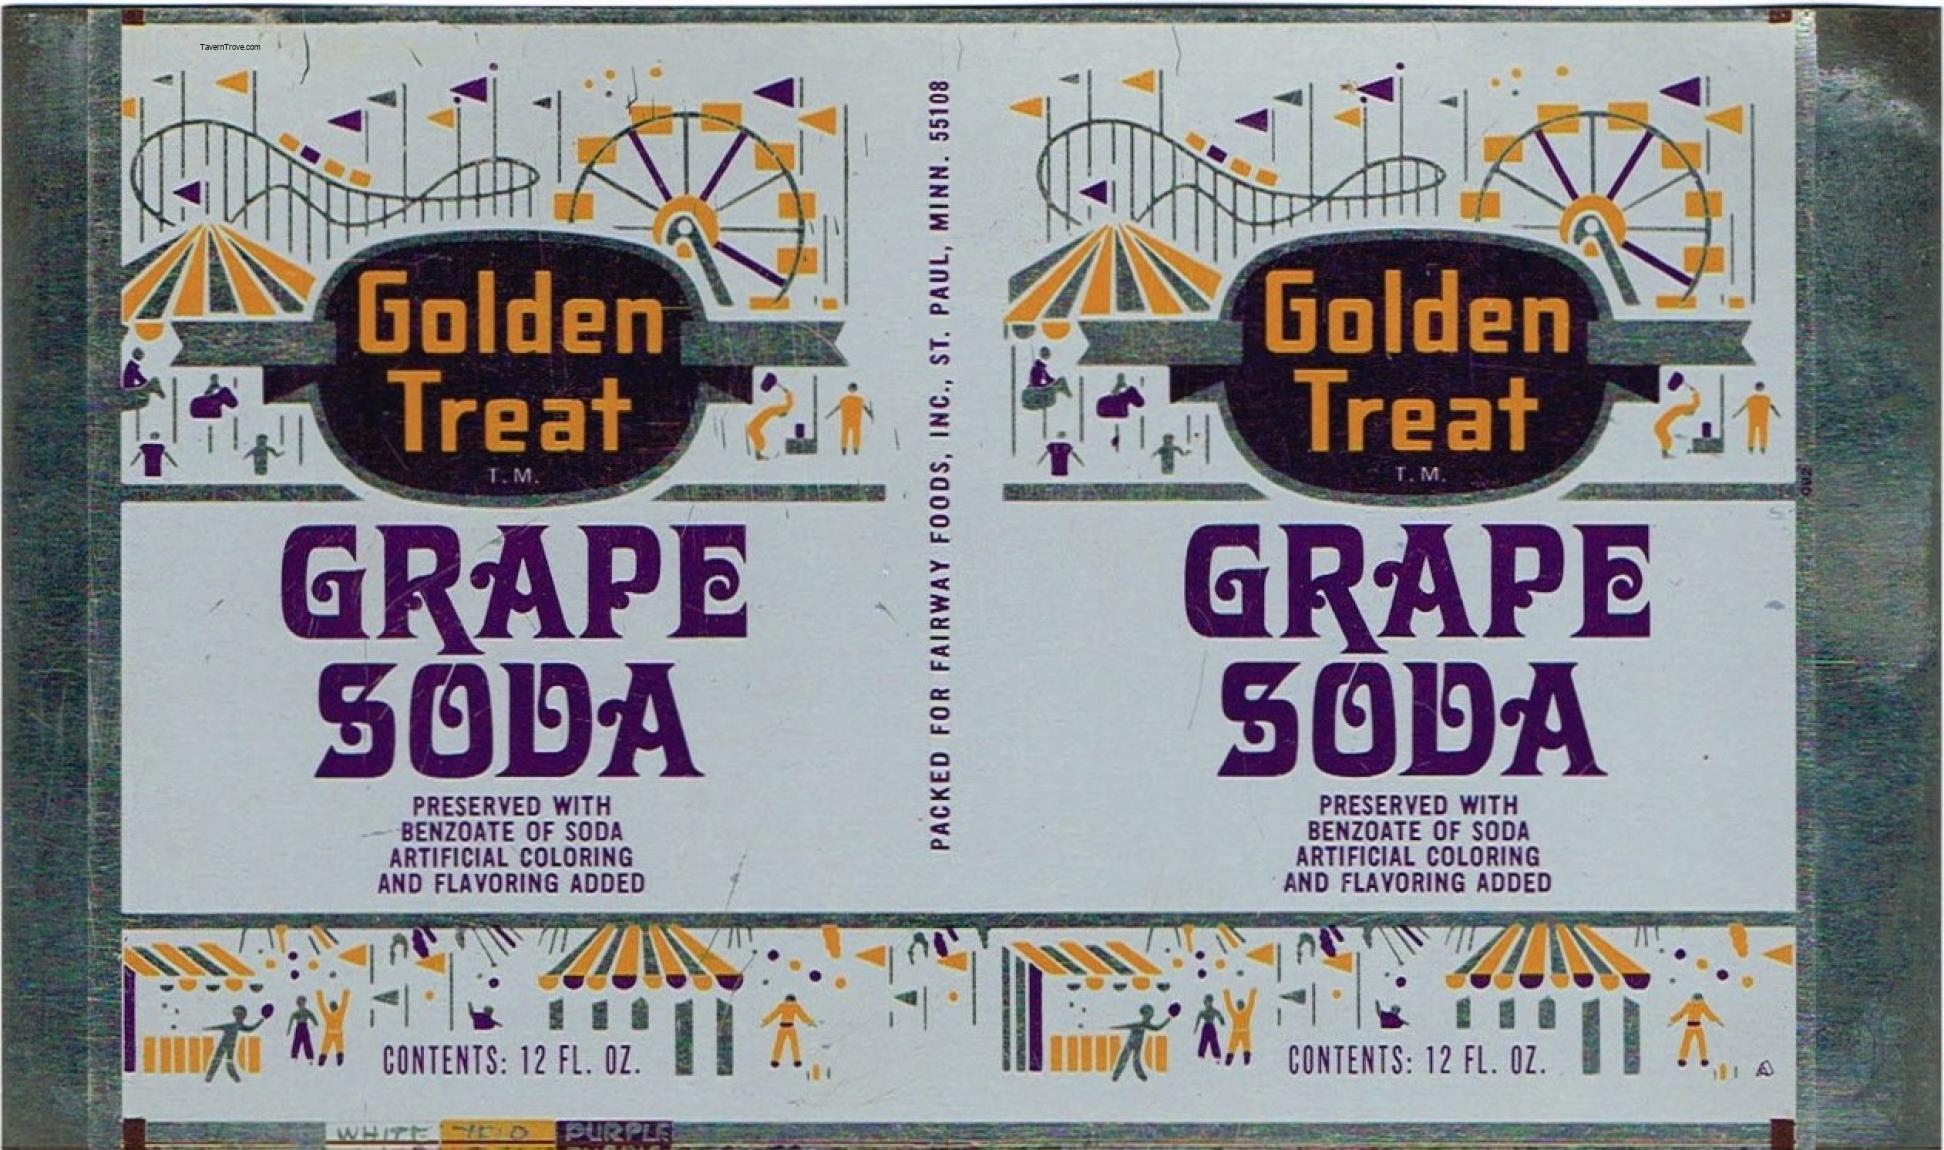 TavernTrove.com
Golden
Treat
T.M.
GRAPE
SODA
PRESERVED WITH
BENZOATE OF SODA
ARTIFICIAL COLORING
AND FLAVORING ADDED
CONTENTS: 12 FL. OZ.
PACKED FOR FAIRWAY FOODS, INC., ST. PAUL, MINN. 55108
Golden
Treat
T.M.
GRAPE
SODA
PRESERVED WITH
BENZOATE OF SODA
ARTIFICIAL COLORING
AND FLAVORING ADDED
CONTENTS: 12 FL. OZ.
WHITE
PURPLE